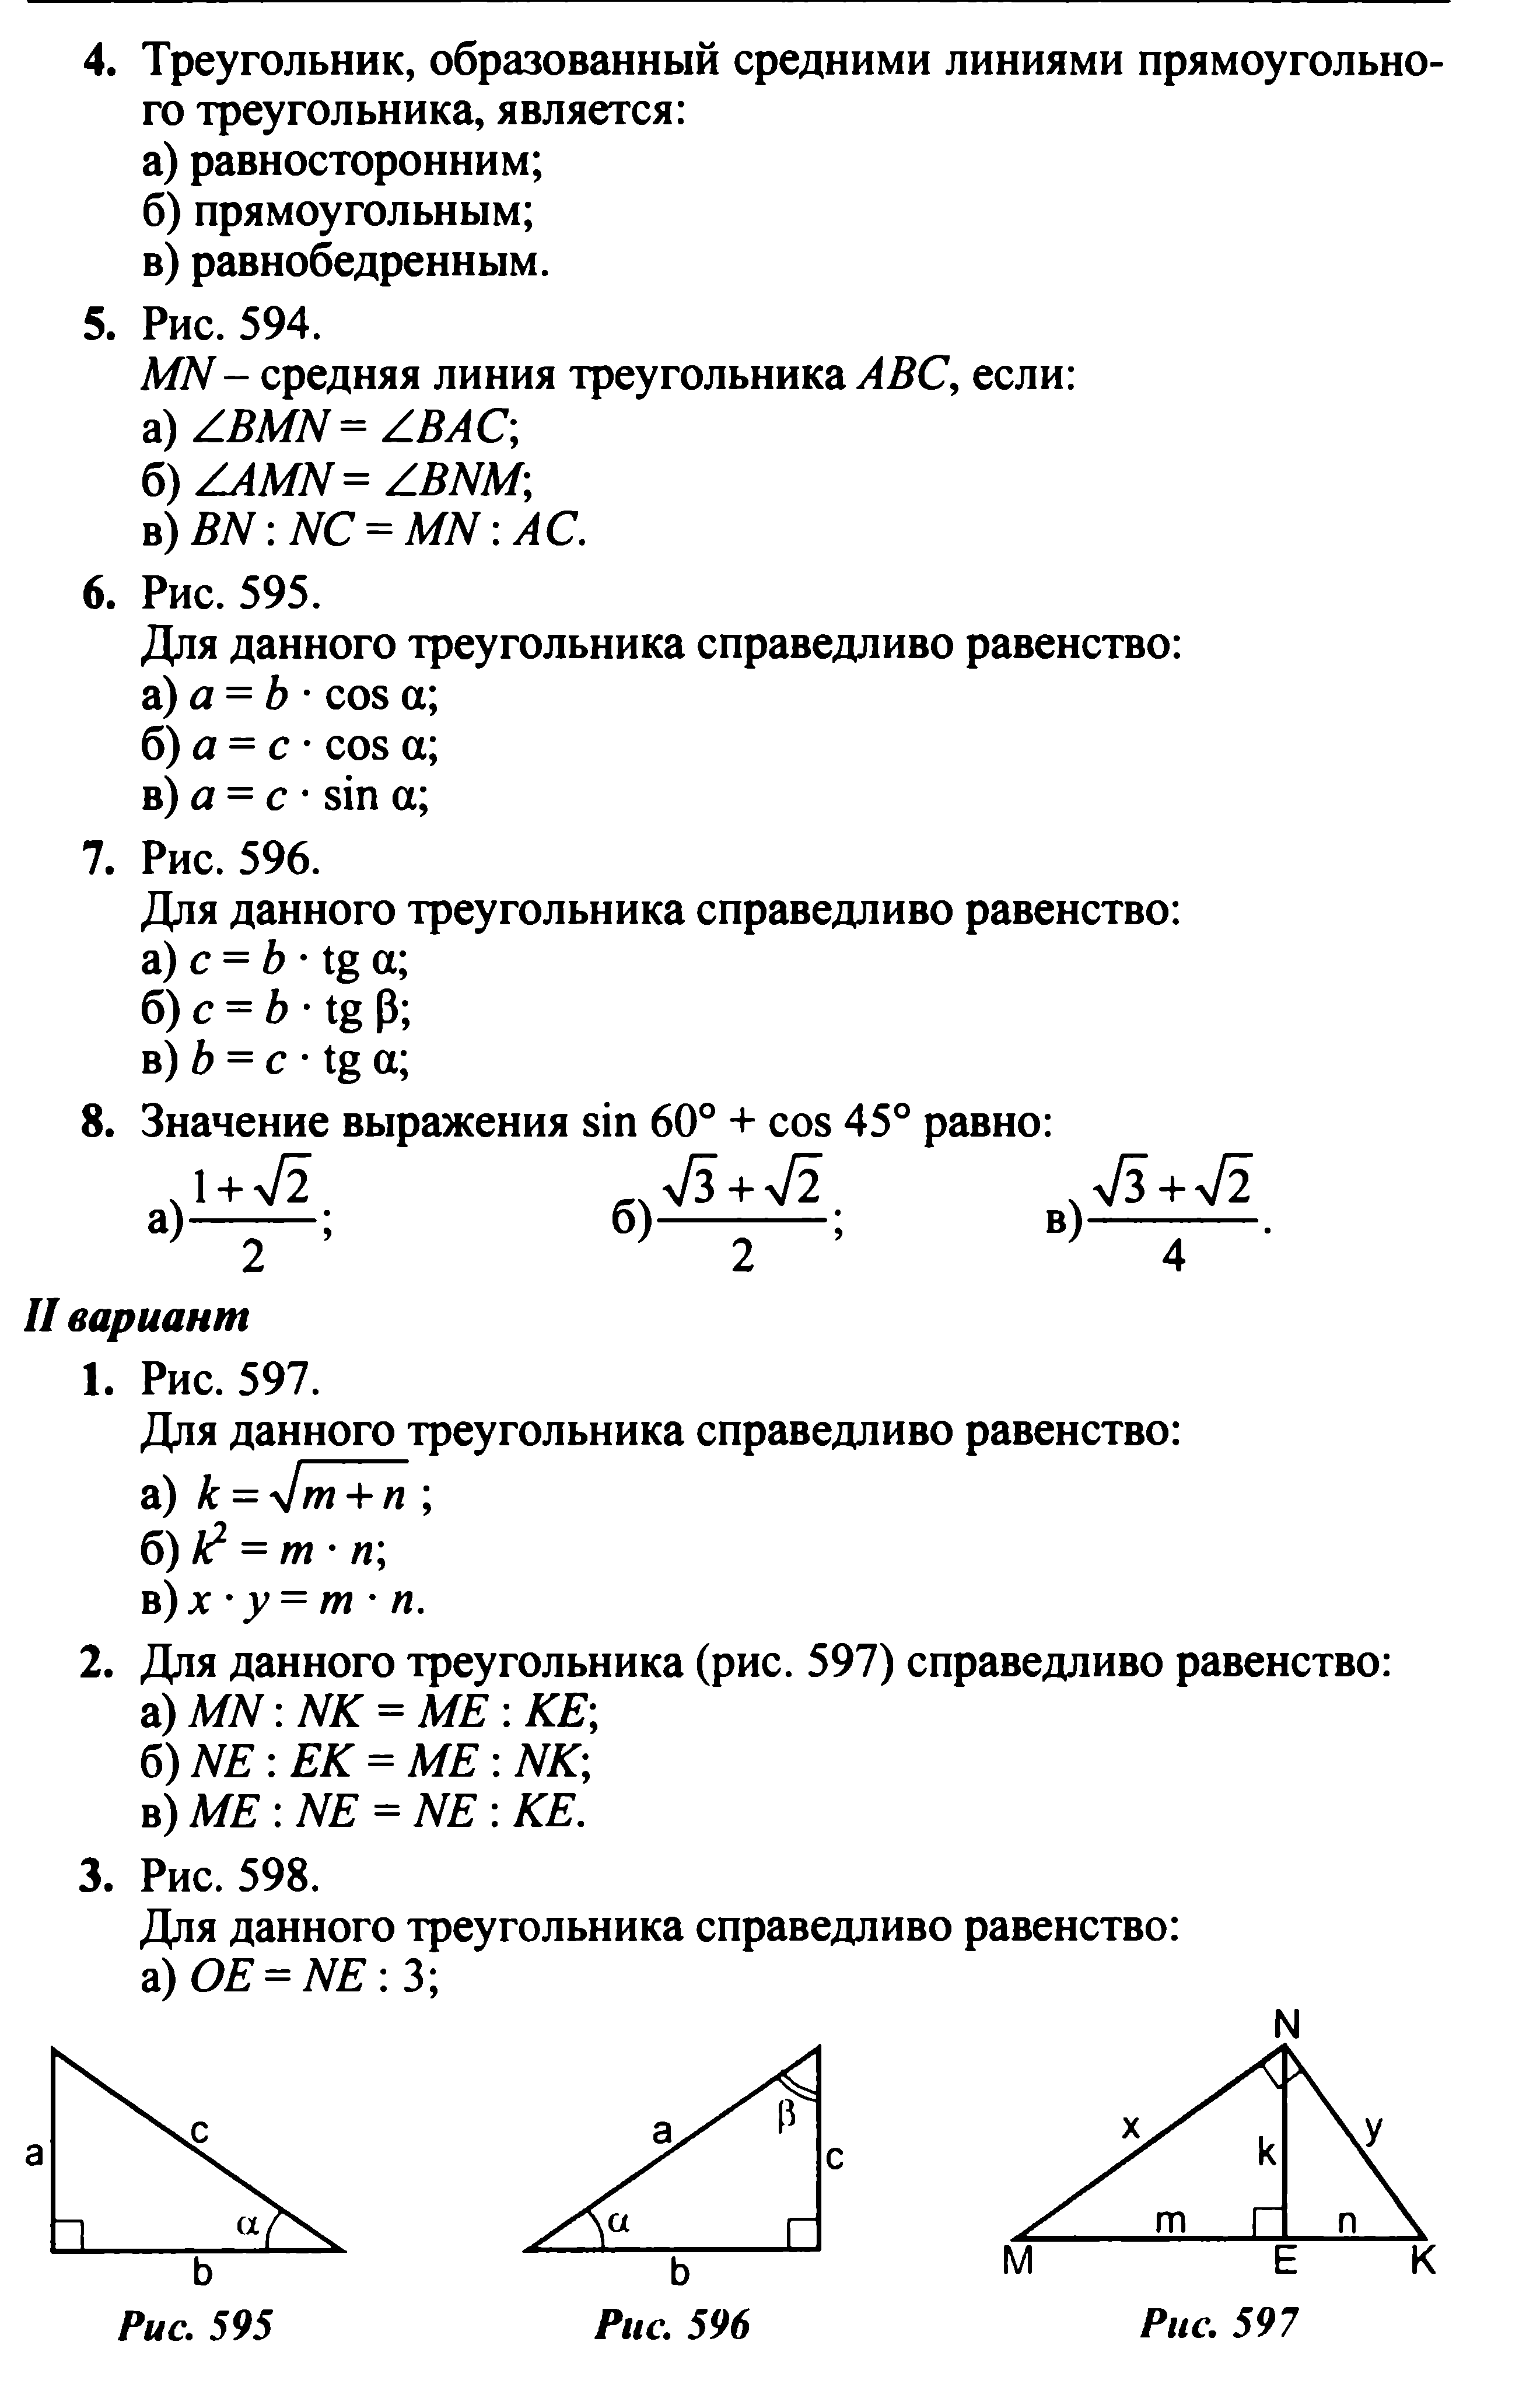 4. Треугольник, образованный средними линиями прямоугольно-
го треугольника, является:
а) равносторонним;
б) прямоугольным;
в) равнобедренным.
5. Рис. 594.
MN – средняя линия треугольника ABC, если:
а) ∠BMN = ∠BAC;
б) ∠AMN = ∠BNM;
в) BN : NC = MN : AC.
6. Рис. 595.
Для данного треугольника справедливо равенство:
а) a = b · cos α;
б) a = c · cos α;
в) a = c · sin α;
7. Рис. 596.
Для данного треугольника справедливо равенство:
а) c = b · tg α;
б) c = b · tg β;
в) b = c · tg α;
8. Значение выражения sin 60° + cos 45° равно:
а) (1 + √2)/2; б) (√3 + √2)/2; в) (√3 + √2)/4.
II вариант
1. Рис. 597.
Для данного треугольника справедливо равенство:
а) k = √(m + n) ;
б) k² = m · n;
в) x · y = m · n.
2. Для данного треугольника (рис. 597) справедливо равенство:
а) MN : NK = ME : KE;
б) NE : EK = ME : NK;
в) ME : NE = NE : KE.
3. Рис. 598.
Для данного треугольника справедливо равенство:
а) OE = NE : 3;
a c α b
Рис. 595
a β c α b
Рис. 596
N x k y m n M E K
Рис. 597